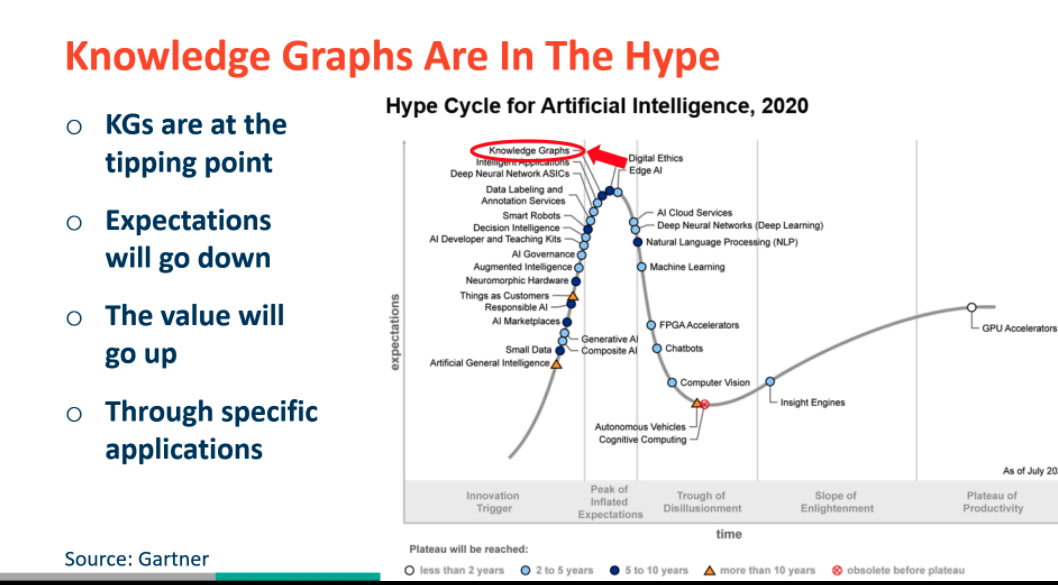 Knowledge Graphs Are In The Hype
KGs are at the
tipping point
Expectations
will go down
The value will
go up
Through specific
applications
Source: Gartner
Hype Cycle for Artificial Intelligence, 2020
expectations
Knowledge Graphs
Intelligent Applications
Deep Neural Network ASICs
Data Labeling and
Annotation Services
Smart Robots
Decision Intelligence
AI Developer and Teaching Kits
AI Governance
Augmented Intelligence
Neuromorphic Hardware
Things as Customers
Responsible AI
AI Marketplaces
Generative AI
Small Data
Composite AI
Artificial General Intelligence
Digital Ethics
Edge AI
AI Cloud Services
Deep Neural Networks (Deep Learning)
Natural Language Processing (NLP)
Machine Learning
FPGA Accelerators
Chatbots
Computer Vision
Autonomous Vehicles
Cognitive Computing
Insight Engines
GPU Accelerators
As of July 20
Innovation
Trigger
Peak of
Inflated
Expectations
Trough of
Disillusionment
Slope of
Enlightenment
Plateau of
Productivity
time
Plateau will be reached:
less than 2 years
2 to 5 years
5 to 10 years
more than 10 years
obsolete before plateau